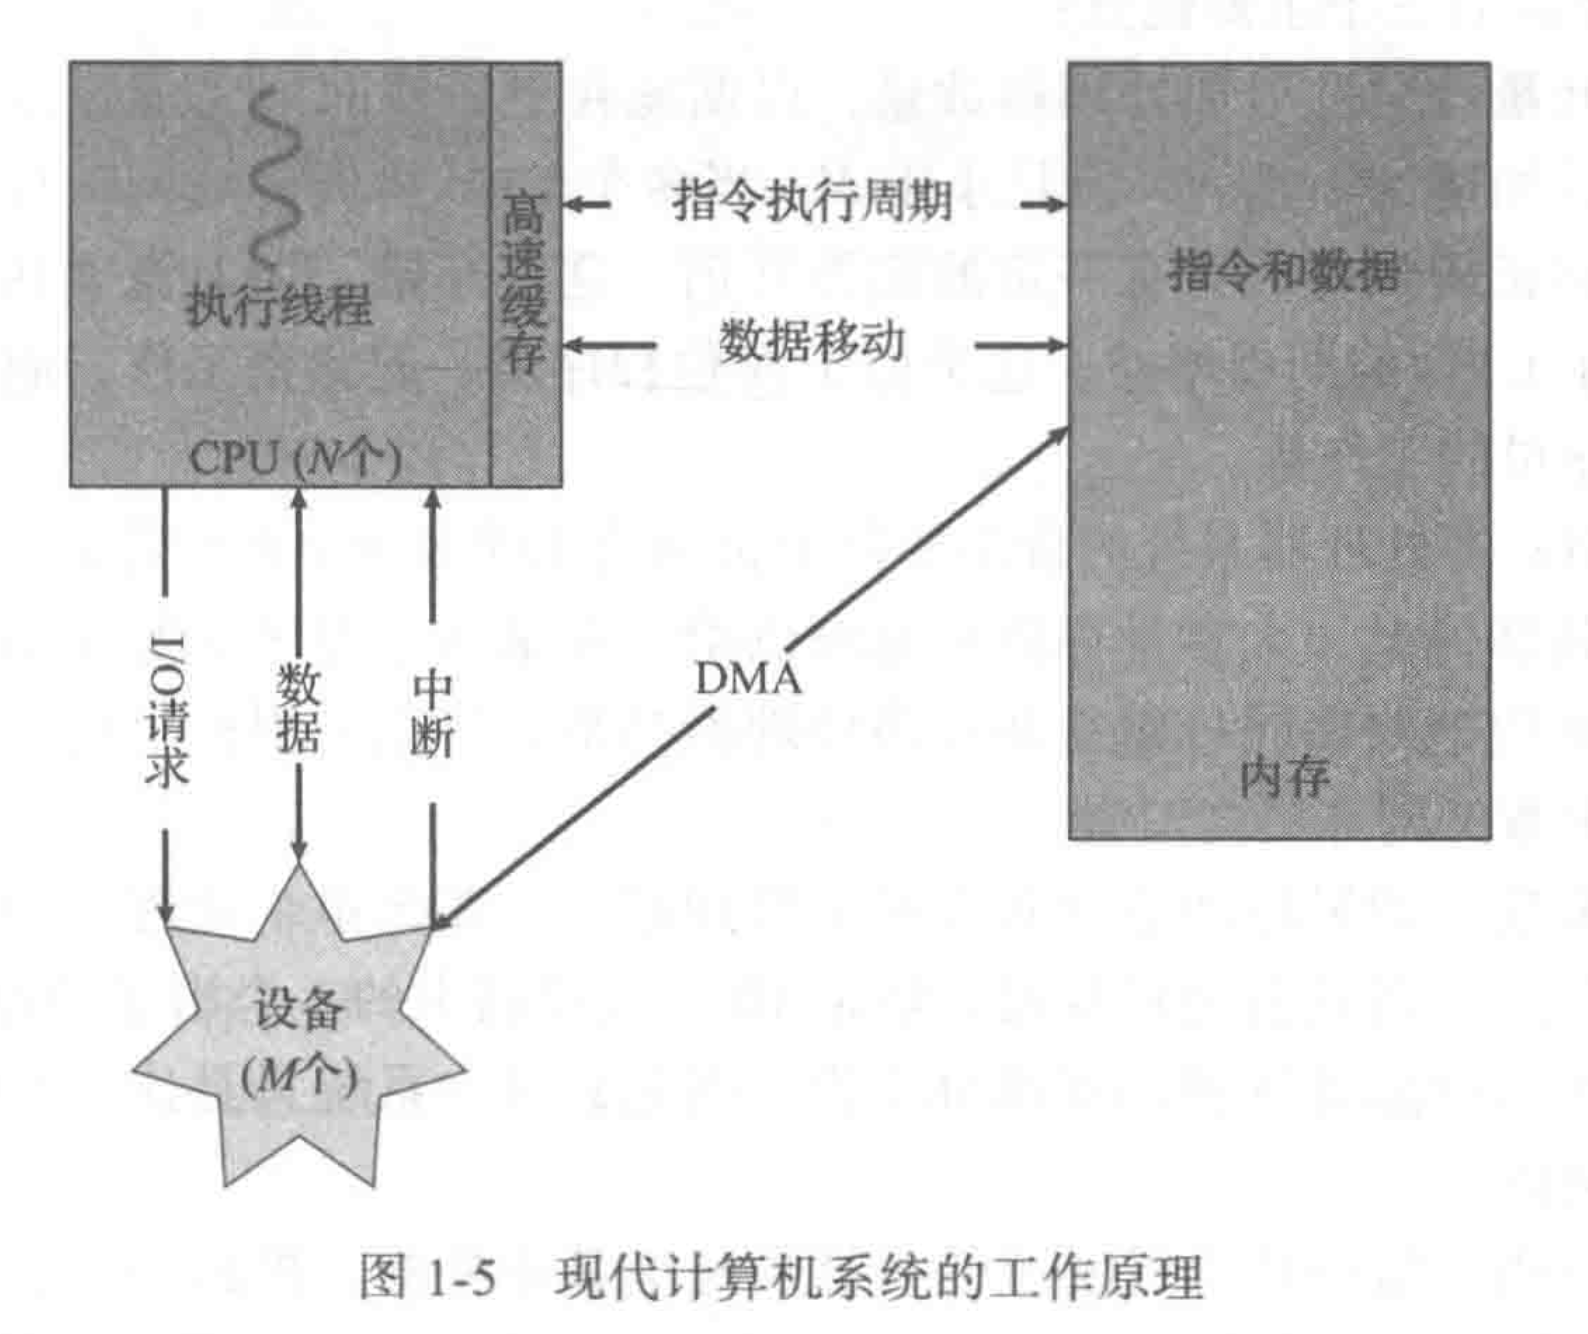 执行线程
CPU (N个)
高速缓存
指令执行周期
数据移动
指令和数据
内存
I/O请求
数据
中断
DMA
设备
(M个)
图 1-5 现代计算机系统的工作原理